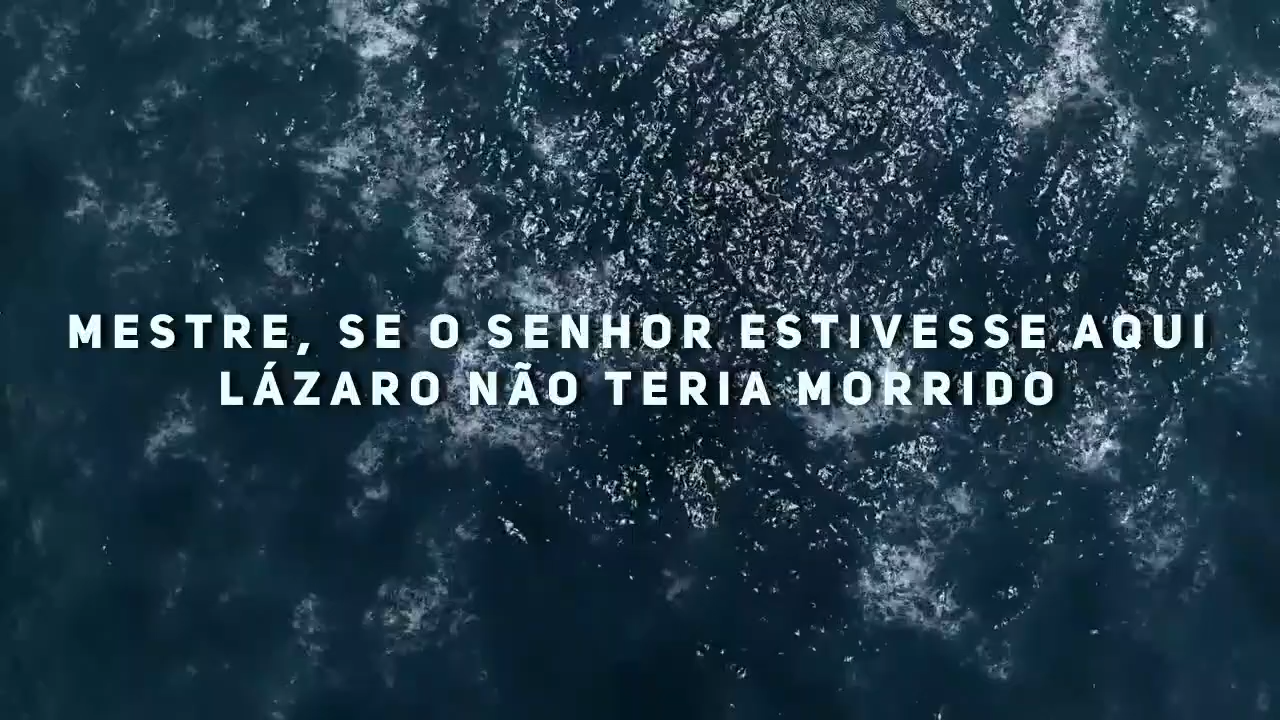 MESTRE, SE O SENHOR ESTIVESSE AQUI
LÁZARO NÃO TERIA MORRIDO